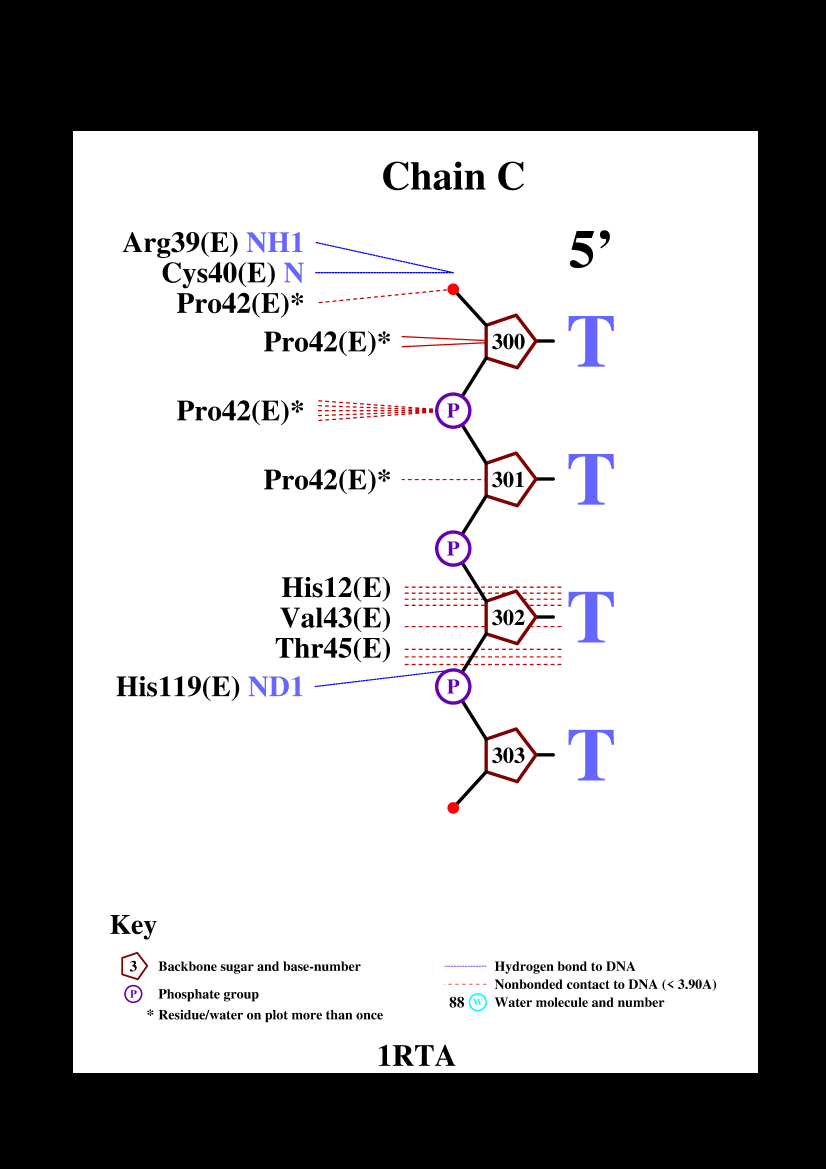 Chain C
5’
Arg39(E) NH1
Cys40(E) N
Pro42(E)*
Pro42(E)* 300 T
Pro42(E)* P
Pro42(E)* 301 T
P
His12(E)
Val43(E) 302 T
Thr45(E)
His119(E) ND1 P
303 T
Key
3 Backbone sugar and base-number
P Phosphate group
* Residue/water on plot more than once
Hydrogen bond to DNA
Nonbonded contact to DNA (< 3.90A)
88 W Water molecule and number
1RTA